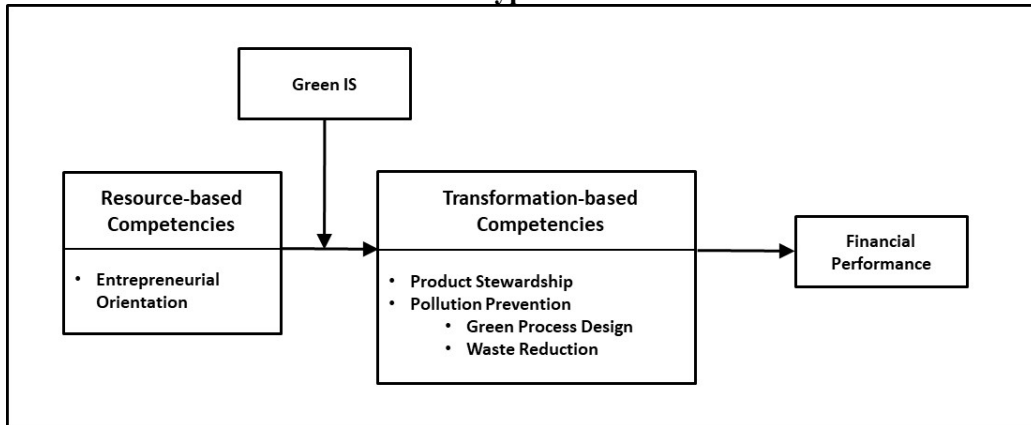 Green IS
Resource-based
Competencies
• Entrepreneurial
Orientation
Transformation-based
Competencies
• Product Stewardship
• Pollution Prevention
• Green Process Design
• Waste Reduction
Financial
Performance